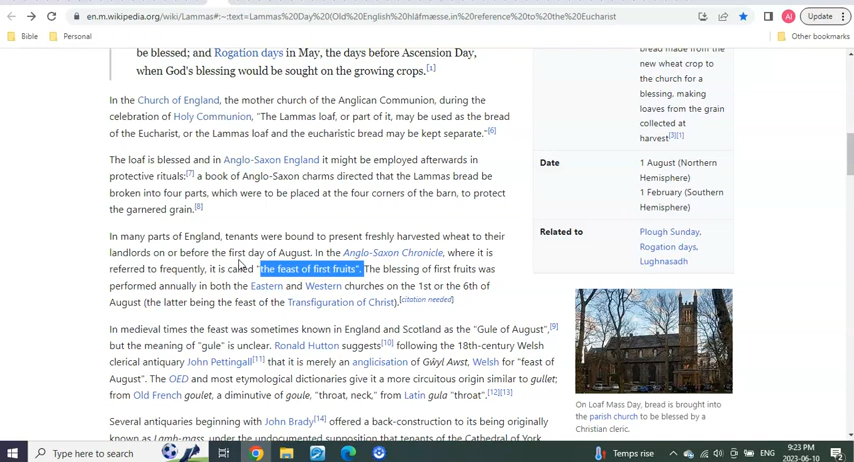 en.m.wikipedia.org/wiki/Lammas#:~:text=Lammas%20Day%20(Old%20English%20hlāfmæsse,in%20reference%20to%20the%20Eucharist
AI
Update
Bible
Personal
Other bookmarks
be blessed; and Rogation days in May, the days before Ascension Day,
when God's blessing would be sought on the growing crops.[1]
In the Church of England, the mother church of the Anglican Communion, during the
celebration of Holy Communion, "The Lammas loaf, or part of it, may be used as the bread
of the Eucharist, or the Lammas loaf and the eucharistic bread may be kept separate."[6]
The loaf is blessed and in Anglo-Saxon England it might be employed afterwards in
protective rituals:[7] a book of Anglo-Saxon charms directed that the Lammas bread be
broken into four parts, which were to be placed at the four corners of the barn, to protect
the garnered grain.[8]
In many parts of England, tenants were bound to present freshly harvested wheat to their
landlords on or before the first day of August. In the Anglo-Saxon Chronicle, where it is
referred to frequently, it is called "the feast of first fruits". The blessing of first fruits was
performed annually in both the Eastern and Western churches on the 1st or the 6th of
August (the latter being the feast of the Transfiguration of Christ).[citation needed]
In medieval times the feast was sometimes known in England and Scotland as the "Gule of August",[9]
but the meaning of "gule" is unclear. Ronald Hutton suggests[10] following the 18th-century Welsh
clerical antiquary John Pettingall[11] that it is merely an anglicisation of Gŵyl Awst, Welsh for "feast of
August". The OED and most etymological dictionaries give it a more circuitous origin similar to gullet;
from Old French goulet, a diminutive of goule, "throat, neck," from Latin gula "throat".[12][13]
Several antiquaries beginning with John Brady[14] offered a back-construction to its being originally
known as Lamb-mass, under the undocumented supposition that tenants of the Cathedral of York,
bread made from
the new wheat crop to
the church for a
blessing, making
loaves from the grain
collected at
harvest[3][1]
Date
1 August (Northern
Hemisphere)
1 February (Southern
Hemisphere)
Related to
Plough Sunday,
Rogation days,
Lughnasadh
On Loaf Mass Day, bread is brought into
the parish church to be blessed by a
Christian cleric.
Type here to search
Temps rise
ENG
9:23 PM
2023-06-10
2